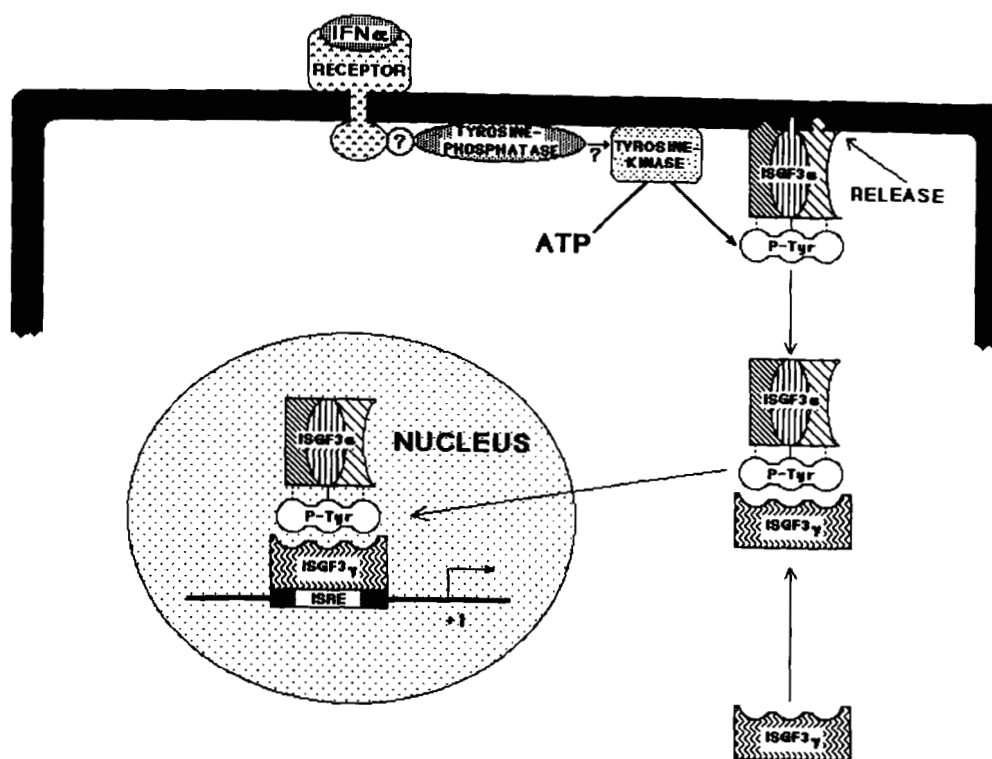 IFNα
RECEPTOR
?
TYROSINE-
PHOSPHATASE
?
TYROSINE-
KINASE
ATP
ISGF3α
RELEASE
P-Tyr
ISGF3α
P-Tyr
ISGF3γ
NUCLEUS
ISGF3α
P-Tyr
ISGF3γ
ISRE
+1
ISGF3γ